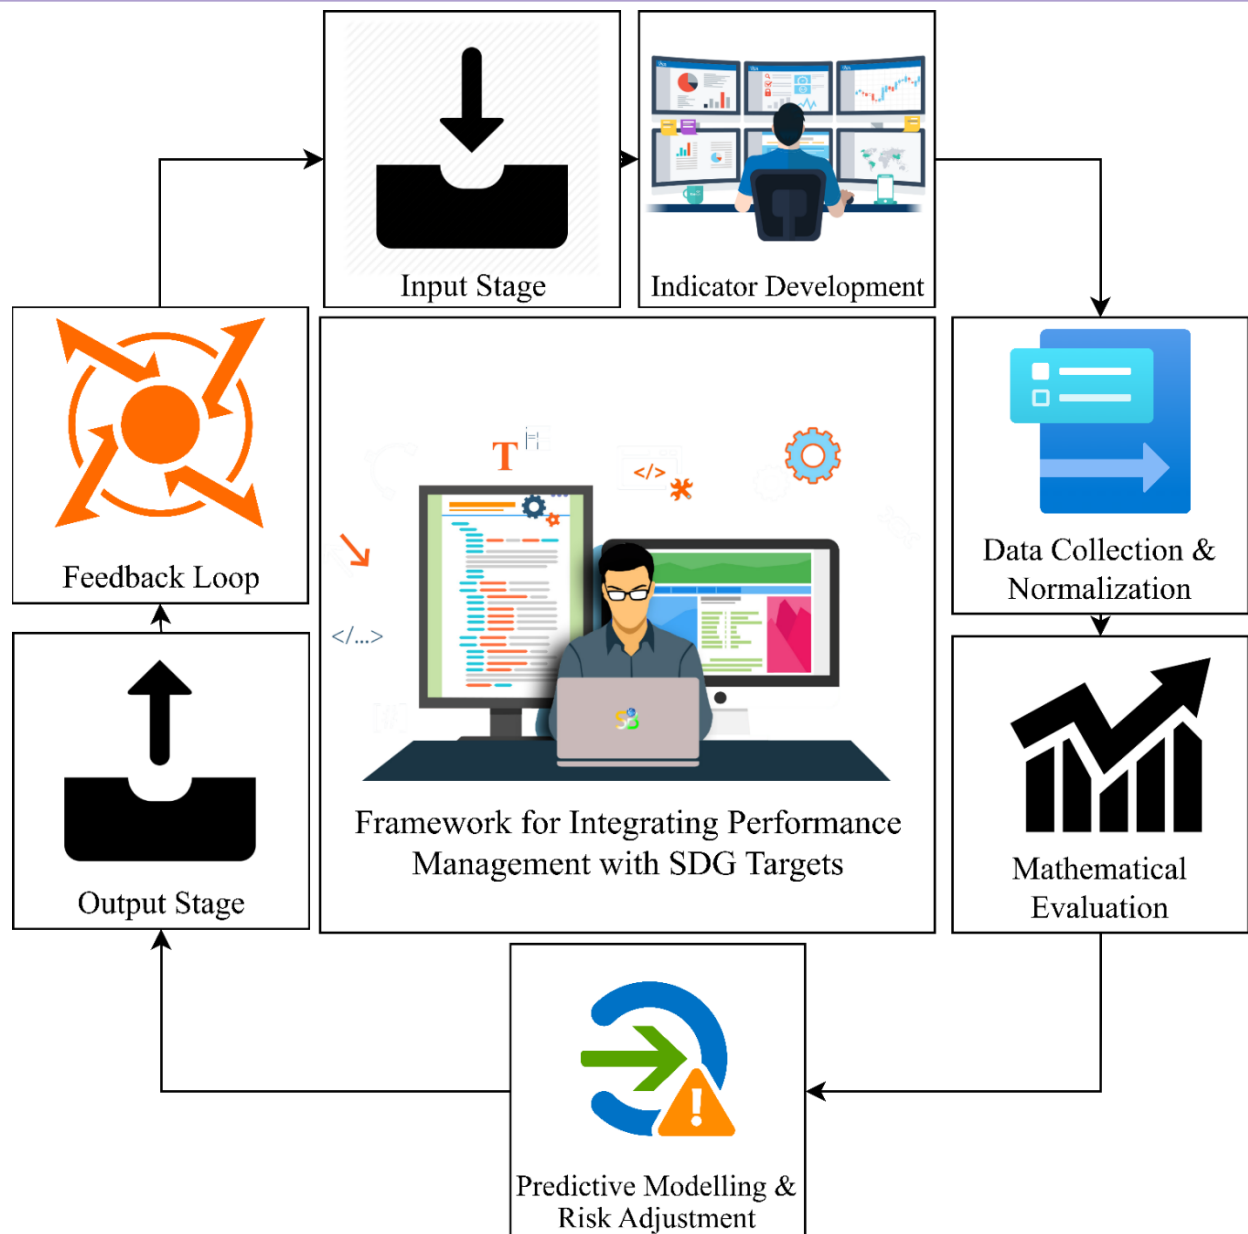 Input Stage
Indicator Development
Feedback Loop
T
</>
</...>
Data Collection &
Normalization
Framework for Integrating Performance
Management with SDG Targets
Mathematical
Evaluation
Output Stage
Predictive Modelling &
Risk Adjustment